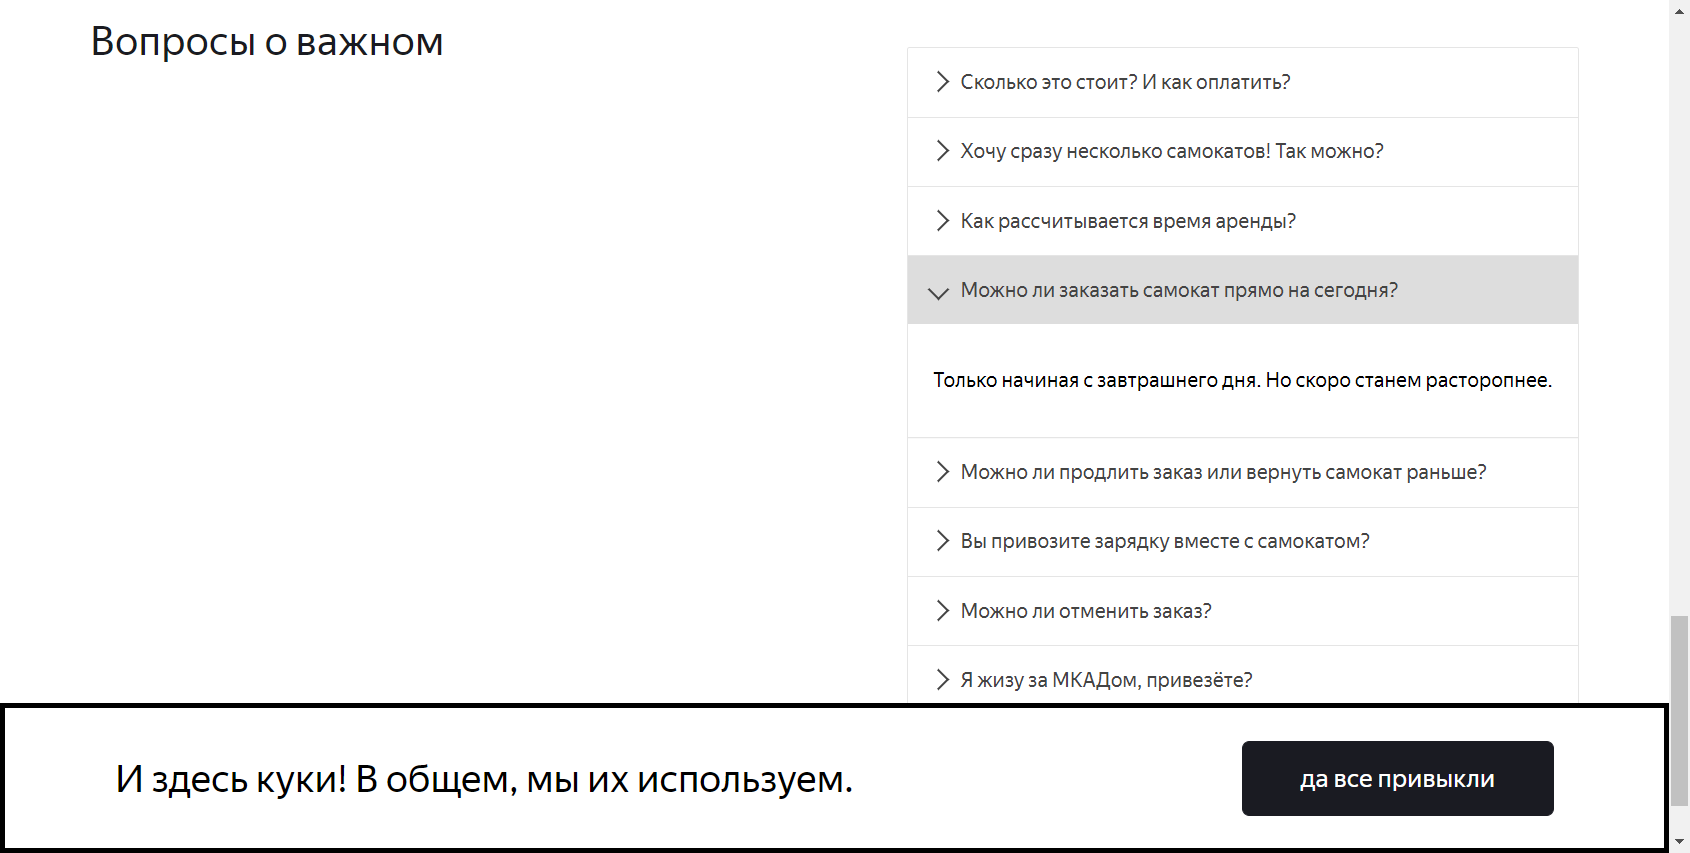 Вопросы о важном
Сколько это стоит? И как оплатить?
Хочу сразу несколько самокатов! Так можно?
Как рассчитывается время аренды?
Можно ли заказать самокат прямо на сегодня?
Только начиная с завтрашнего дня. Но скоро станем расторопнее.
Можно ли продлить заказ или вернуть самокат раньше?
Вы привозите зарядку вместе с самокатом?
Можно ли отменить заказ?
Я жизу за МКАДом, привезёте?
И здесь куки! В общем, мы их используем.
да все привыкли